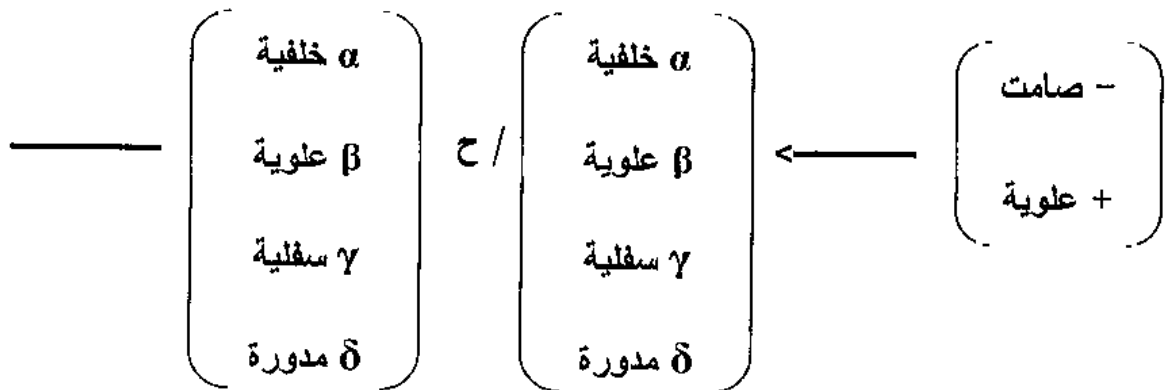 α خلفية
α خلفية
- صامت
β علوية
/ ح
β علوية
+ علوية
γ سفلية
γ سفلية
δ مدورة
δ مدورة